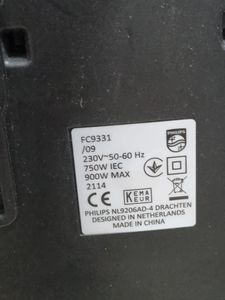 FC9331
/09
230V~50-60 Hz
750W IEC
900W MAX
2114
PHILIPS
CE KEMA KEUR
PHILIPS NL9206AD-4 DRACHTEN
DESIGNED IN NETHERLANDS
MADE IN CHINA